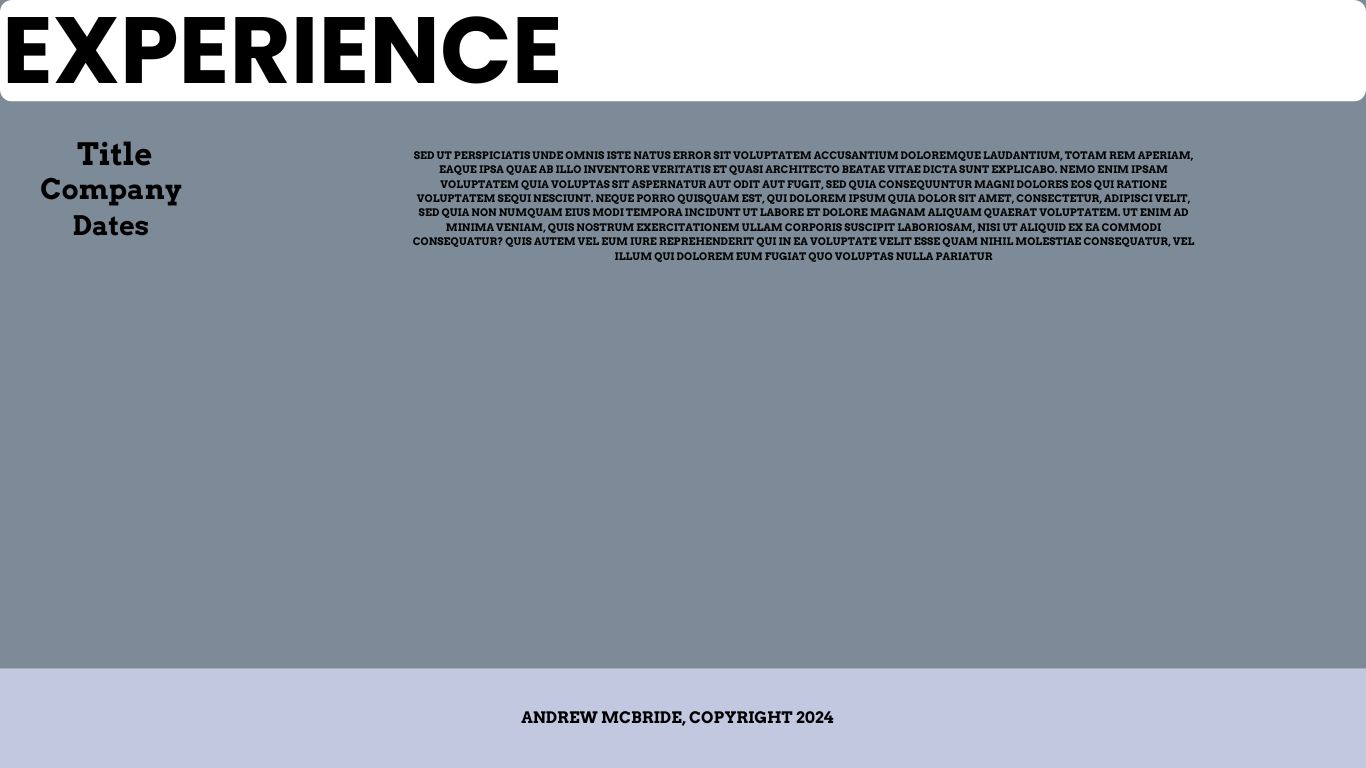 EXPERIENCE
Title
Company
Dates
SED UT PERSPICIATIS UNDE OMNIS ISTE NATUS ERROR SIT VOLUPTATEM ACCUSANTIUM DOLOREMQUE LAUDANTIUM, TOTAM REM APERIAM,
EAQUE IPSA QUAE AB ILLO INVENTORE VERITATIS ET QUASI ARCHITECTO BEATAE VITAE DICTA SUNT EXPLICABO. NEMO ENIM IPSAM
VOLUPTATEM QUIA VOLUPTAS SIT ASPERNATUR AUT ODIT AUT FUGIT, SED QUIA CONSEQUUNTUR MAGNI DOLORES EOS QUI RATIONE
VOLUPTATEM SEQUI NESCIUNT. NEQUE PORRO QUISQUAM EST, QUI DOLOREM IPSUM QUIA DOLOR SIT AMET, CONSECTETUR, ADIPISCI VELIT,
SED QUIA NON NUMQUAM EIUS MODI TEMPORA INCIDUNT UT LABORE ET DOLORE MAGNAM ALIQUAM QUAERAT VOLUPTATEM. UT ENIM AD
MINIMA VENIAM, QUIS NOSTRUM EXERCITATIONEM ULLAM CORPORIS SUSCIPIT LABORIOSAM, NISI UT ALIQUID EX EA COMMODI
CONSEQUATUR? QUIS AUTEM VEL EUM IURE REPREHENDERIT QUI IN EA VOLUPTATE VELIT ESSE QUAM NIHIL MOLESTIAE CONSEQUATUR, VEL
ILLUM QUI DOLOREM EUM FUGIAT QUO VOLUPTAS NULLA PARIATUR
ANDREW MCBRIDE, COPYRIGHT 2024